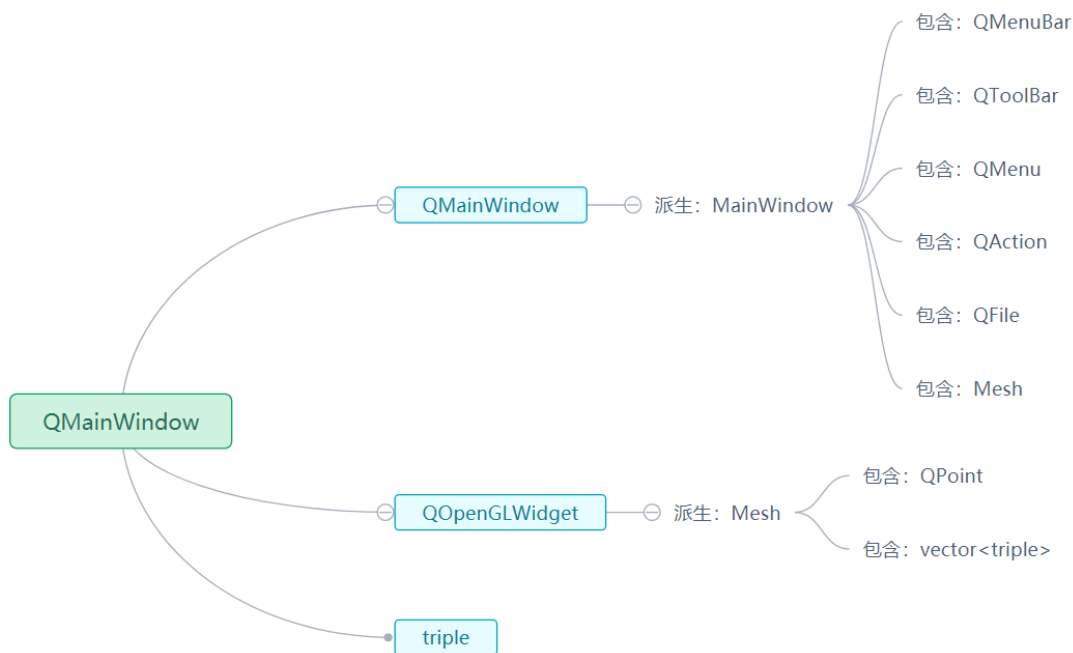 QMainWindow
QMainWindow
派生：MainWindow
包含：QMenuBar
包含：QToolBar
包含：QMenu
包含：QAction
包含：QFile
包含：Mesh
QOpenGLWidget
派生：Mesh
包含：QPoint
包含：vector<triple>
triple